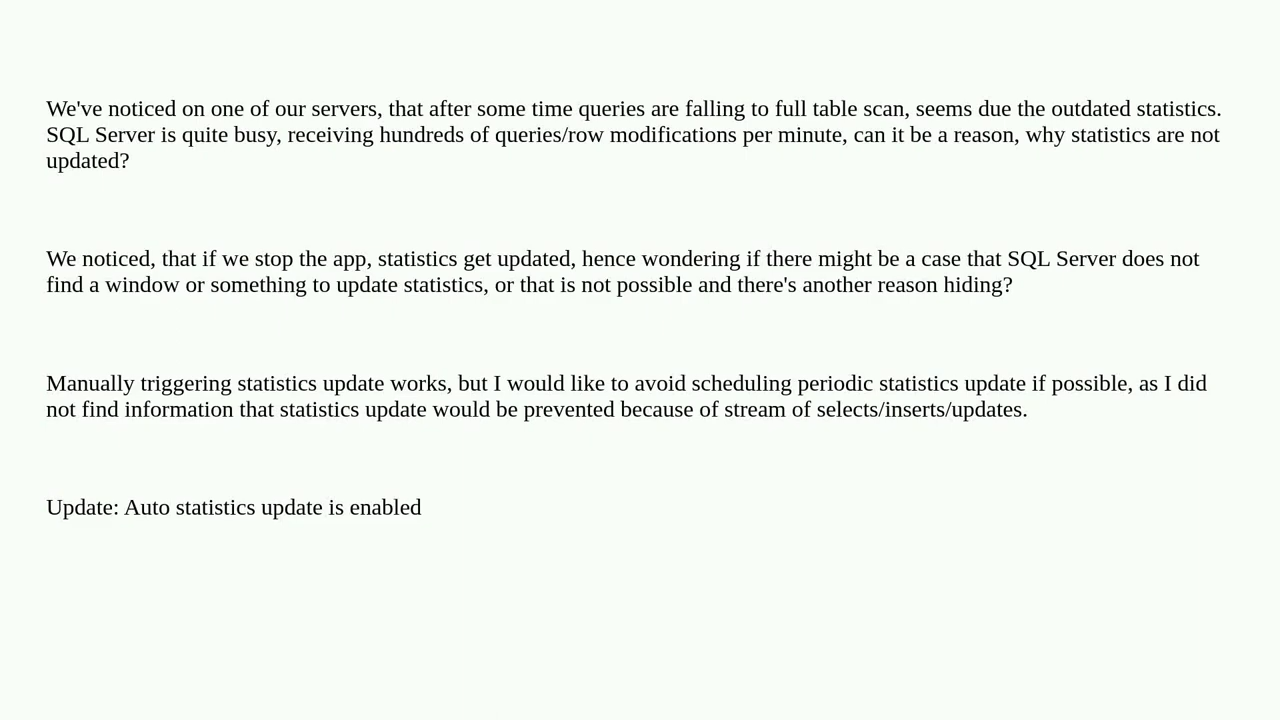 We've noticed on one of our servers, that after some time queries are falling to full table scan, seems due the outdated statistics.
SQL Server is quite busy, receiving hundreds of queries/row modifications per minute, can it be a reason, why statistics are not
updated?
We noticed, that if we stop the app, statistics get updated, hence wondering if there might be a case that SQL Server does not
find a window or something to update statistics, or that is not possible and there's another reason hiding?
Manually triggering statistics update works, but I would like to avoid scheduling periodic statistics update if possible, as I did
not find information that statistics update would be prevented because of stream of selects/inserts/updates.
Update: Auto statistics update is enabled